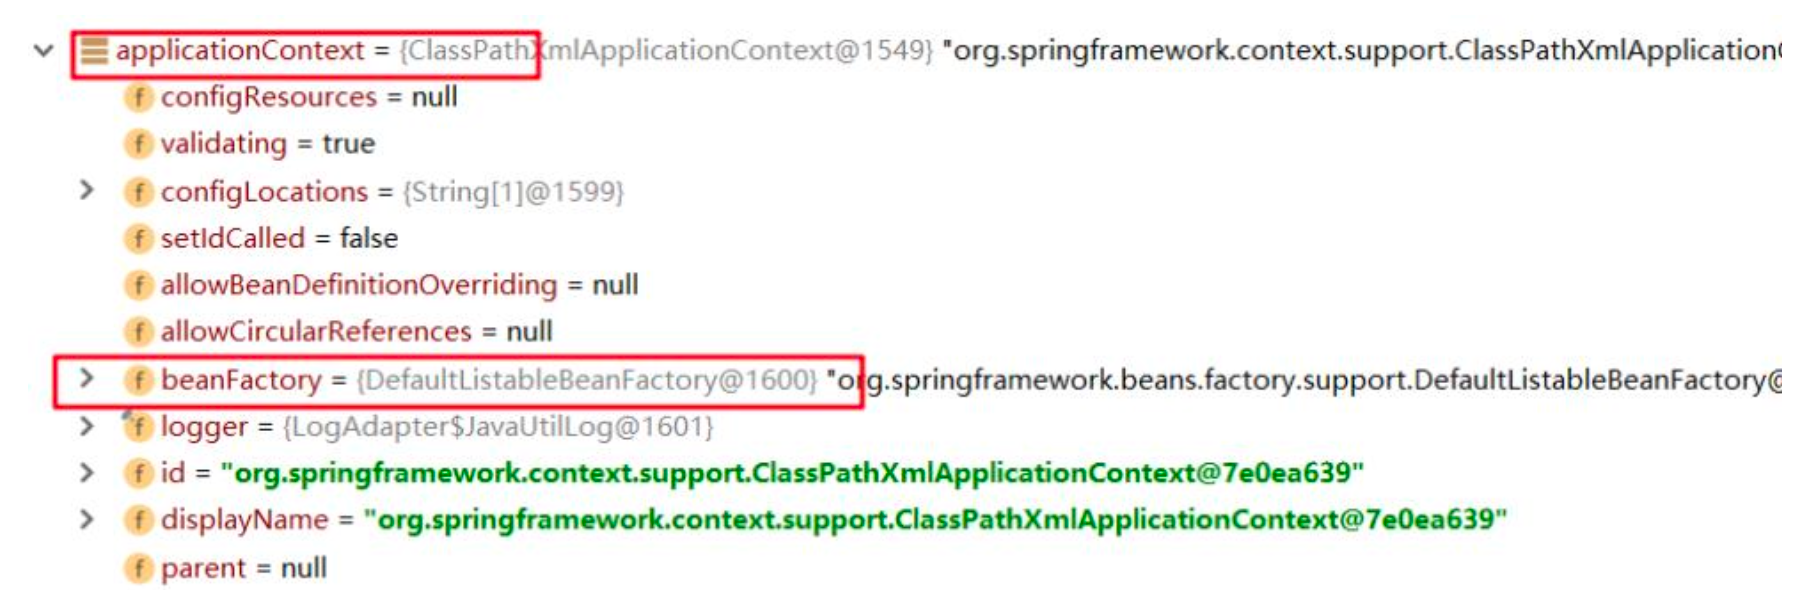 applicationContext = {ClassPathXmlApplicationContext@1549} "org.springframework.context.support.ClassPathXmlApplication
f configResources = null
f validating = true
f configLocations = {String[1]@1599}
f setIdCalled = false
f allowBeanDefinitionOverriding = null
f allowCircularReferences = null
f beanFactory = {DefaultListableBeanFactory@1600} "org.springframework.beans.factory.support.DefaultListableBeanFactory@
f logger = {LogAdapter$JavaUtilLog@1601}
f id = "org.springframework.context.support.ClassPathXmlApplicationContext@7e0ea639"
f displayName = "org.springframework.context.support.ClassPathXmlApplicationContext@7e0ea639"
f parent = null